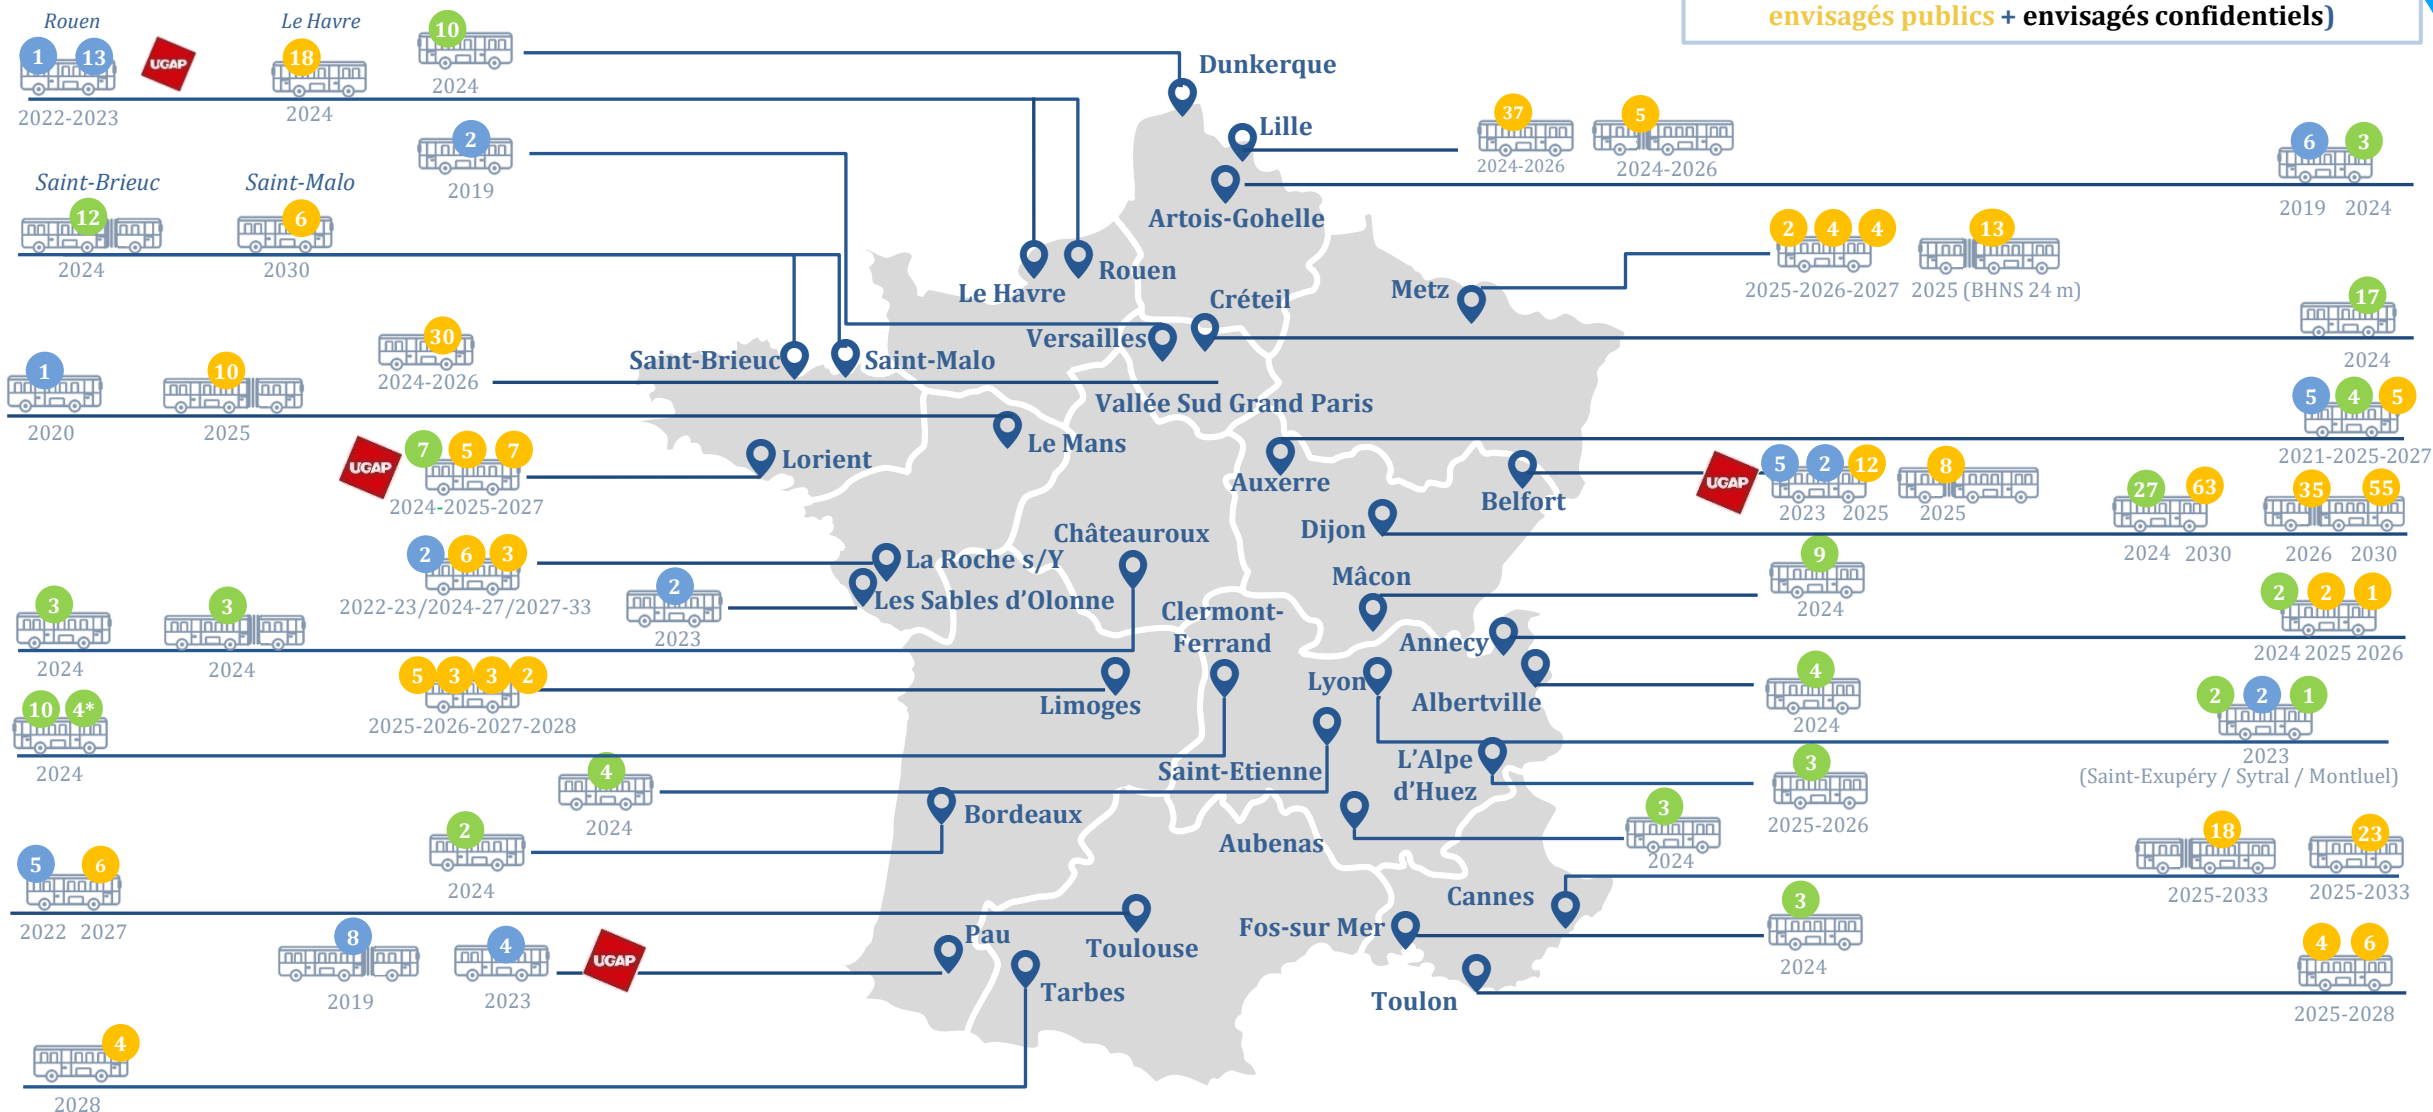 envisagés publics + envisagés confidentiels)
Rouen
1 13
UGAP
2022-2023
Le Havre
18
2024
10
2024
Dunkerque
Lille
37
2024-2026
5
2024-2026
6 3
2019 2024
2
2019
Artois-Gohelle
Saint-Brieuc
12
2024
Saint-Malo
6
2030
Le Havre
Rouen
Créteil
Versailles
Metz
2 4 4
2025-2026-2027
13
2025 (BHNS 24 m)
17
2024
Saint-Brieuc
Saint-Malo
30
2024-2026
Vallée Sud Grand Paris
1
2020
10
2025
Le Mans
5 4 5
2021-2025-2027
UGAP
7 5 7
2024-2025-2027
Lorient
Auxerre
Belfort
UGAP
5 2 12
2023 2025
8
2025
27 63
2024 2030
35 55
2026 2030
Dijon
Châteauroux
2 6 3
2022-23/2024-27/2027-33
La Roche s/Y
Les Sables d'Olonne
2
2023
Mâcon
9
2024
3
2024
3
2024
Clermont-
Ferrand
Annecy
2 2 1
2024 2025 2026
5 3 3 2
2025-2026-2027-2028
Limoges
Lyon
Albertville
4
2024
10 4*
2024
2 2 1
2023
(Saint-Exupéry / Sytral / Montluel)
4
2024
Saint-Etienne
L'Alpe
d'Huez
3
2025-2026
2
2024
Bordeaux
Aubenas
3
2024
18
2025-2033
23
2025-2033
5 6
2022 2027
Toulouse
Cannes
Fos-sur Mer
3
2024
8
2019
4
2023
UGAP
Pau
Tarbes
Toulon
4 6
2025-2028
4
2028